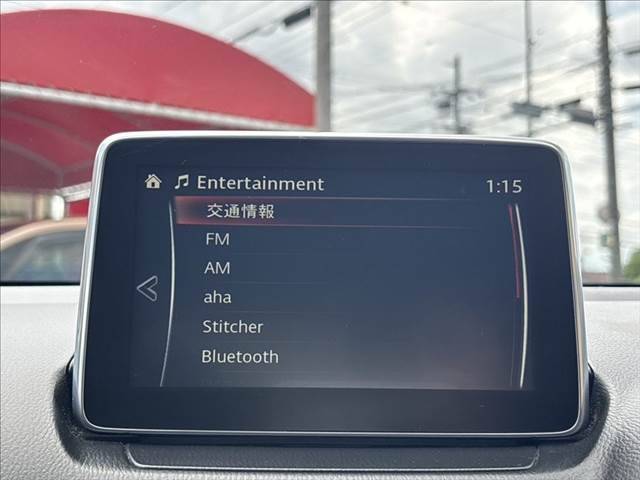 Entertainment 1:15
交通情報
FM
AM
aha
Stitcher
Bluetooth